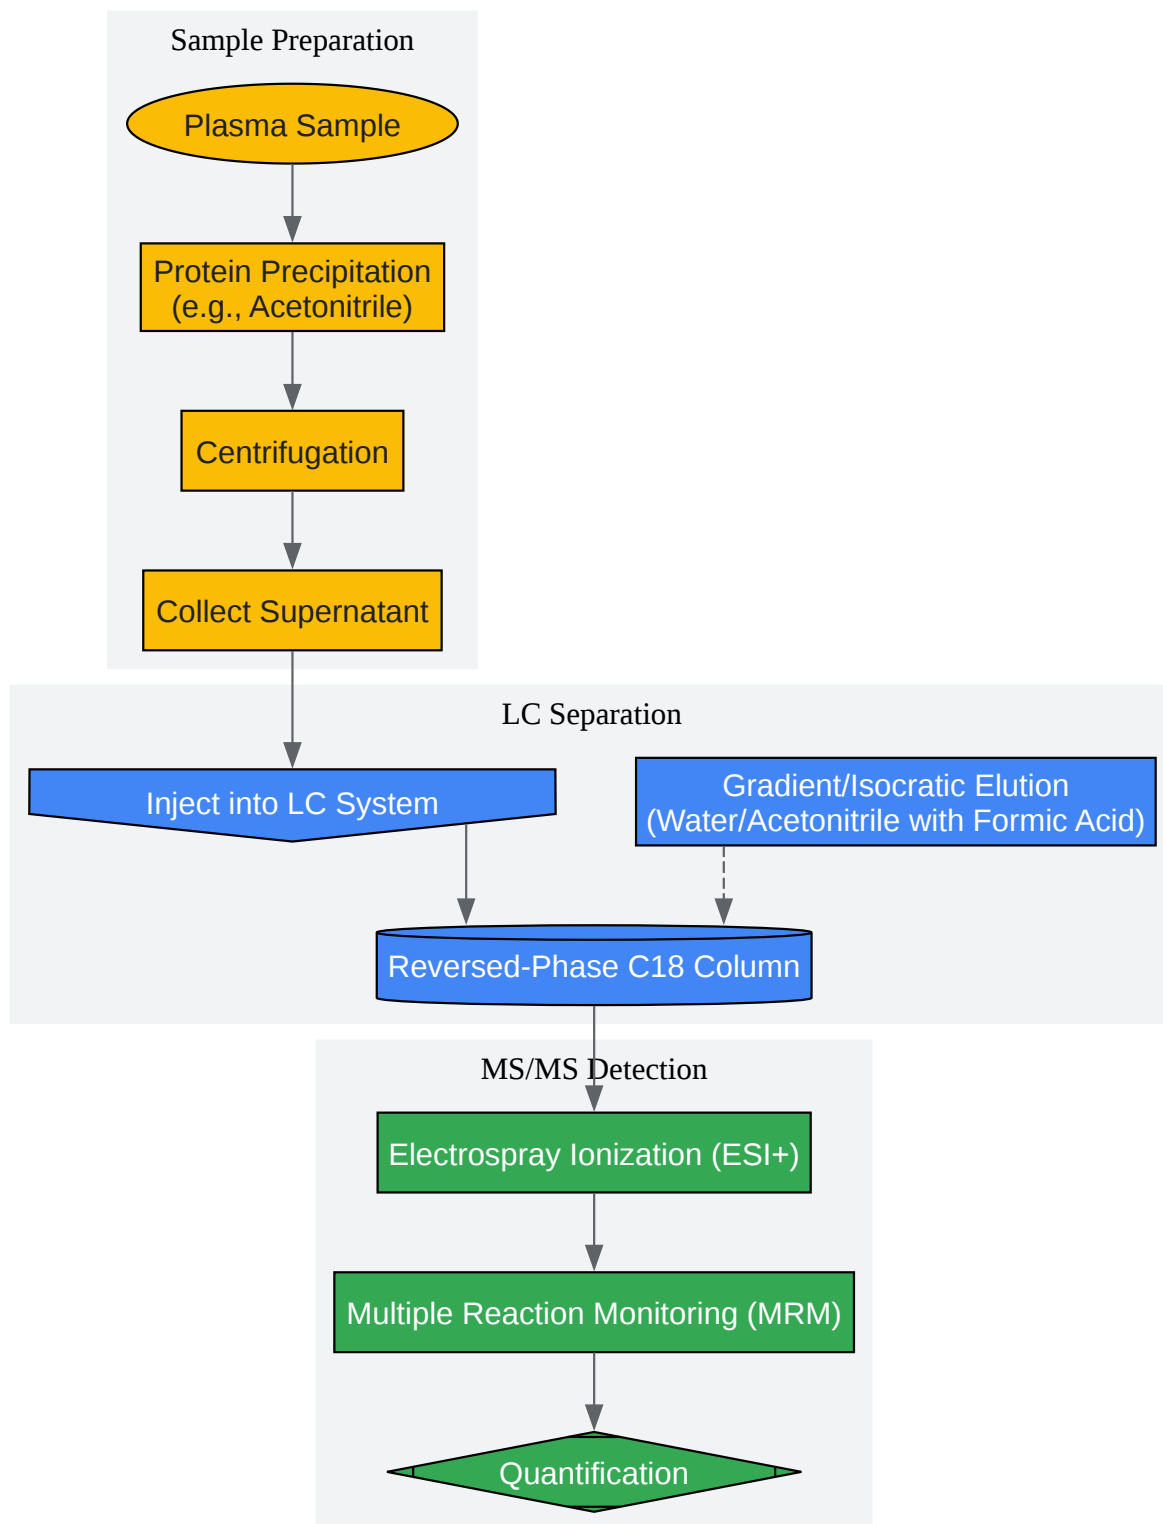 Sample Preparation
Plasma Sample
Protein Precipitation
(e.g., Acetonitrile)
Centrifugation
Collect Supernatant
LC Separation
Inject into LC System
Gradient/Isocratic Elution
(Water/Acetonitrile with Formic Acid)
Reversed-Phase C18 Column
MS/MS Detection
Electrospray Ionization (ESI+)
Multiple Reaction Monitoring (MRM)
Quantification